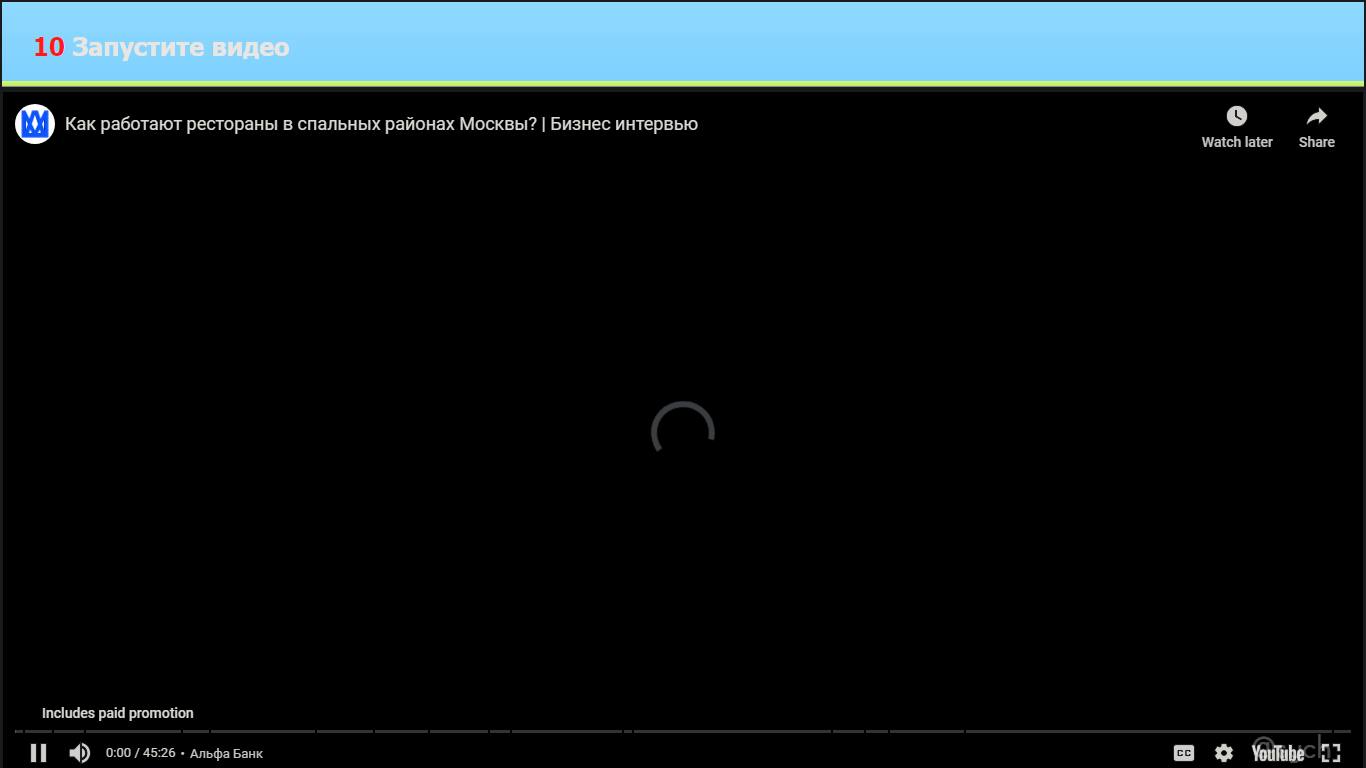 10 Запустите видео
Как работают рестораны в спальных районах Москвы? | Бизнес интервью
Watch later
Share
Includes paid promotion
0:00 / 45:26 • Альфа Банк
CC
YouTube